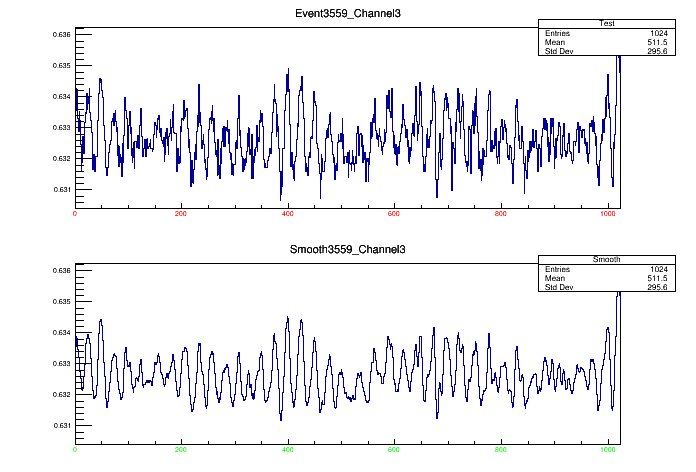 Event3559_Channel3
Test
Entries 1024
Mean 511.5
Std Dev 295.6
0.636
0.635
0.634
0.633
0.632
0.631
0 200 400 600 800 1000
Smooth3559_Channel3
Smooth
Entries 1024
Mean 511.5
Std Dev 295.6
0.636
0.635
0.634
0.633
0.632
0.631
0 200 400 600 800 1000